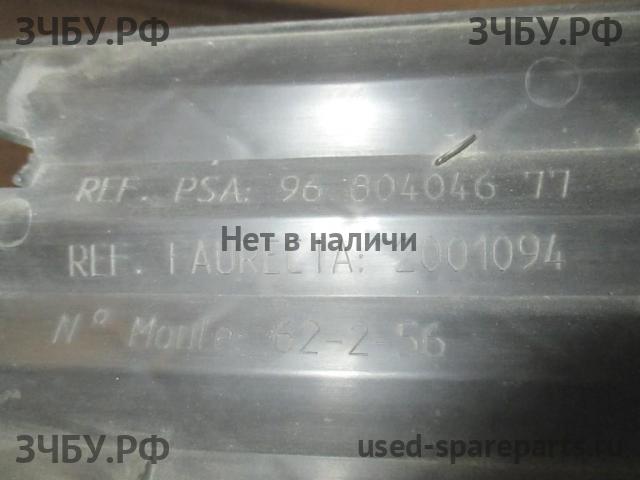 ЗЧБУ.РФ ЗЧБУ.РФ
REF. PSA: 96 804046 77
Нет в наличи
REF. FAURECIA: 2001094
N° Moule: 62-2-56
ЗЧБУ.РФ used-spareparts.ru